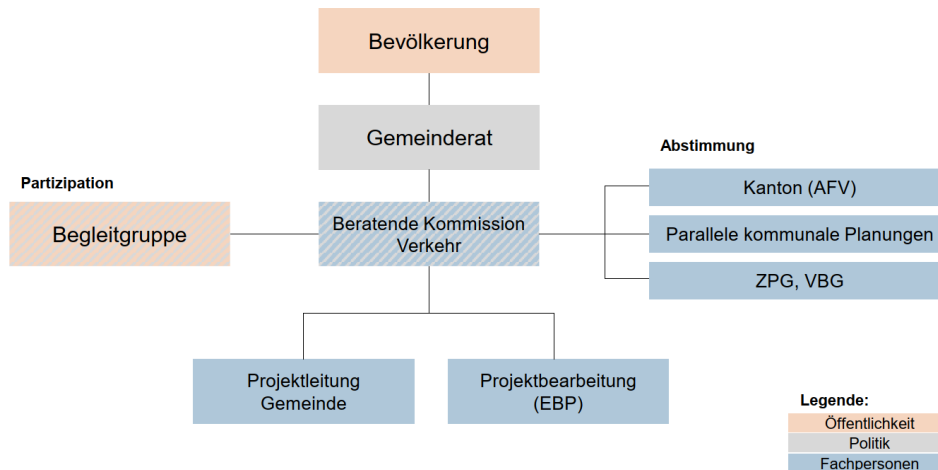 Bevölkerung
Gemeinderat
Abstimmung
Partizipation
Kanton (AFV)
Begleitgruppe
Beratende Kommission
Verkehr
Parallele kommunale Planungen
ZPG, VBG
Projektleitung
Gemeinde
Projektbearbeitung
(EBP)
Legende:
Öffentlichkeit
Politik
Fachpersonen